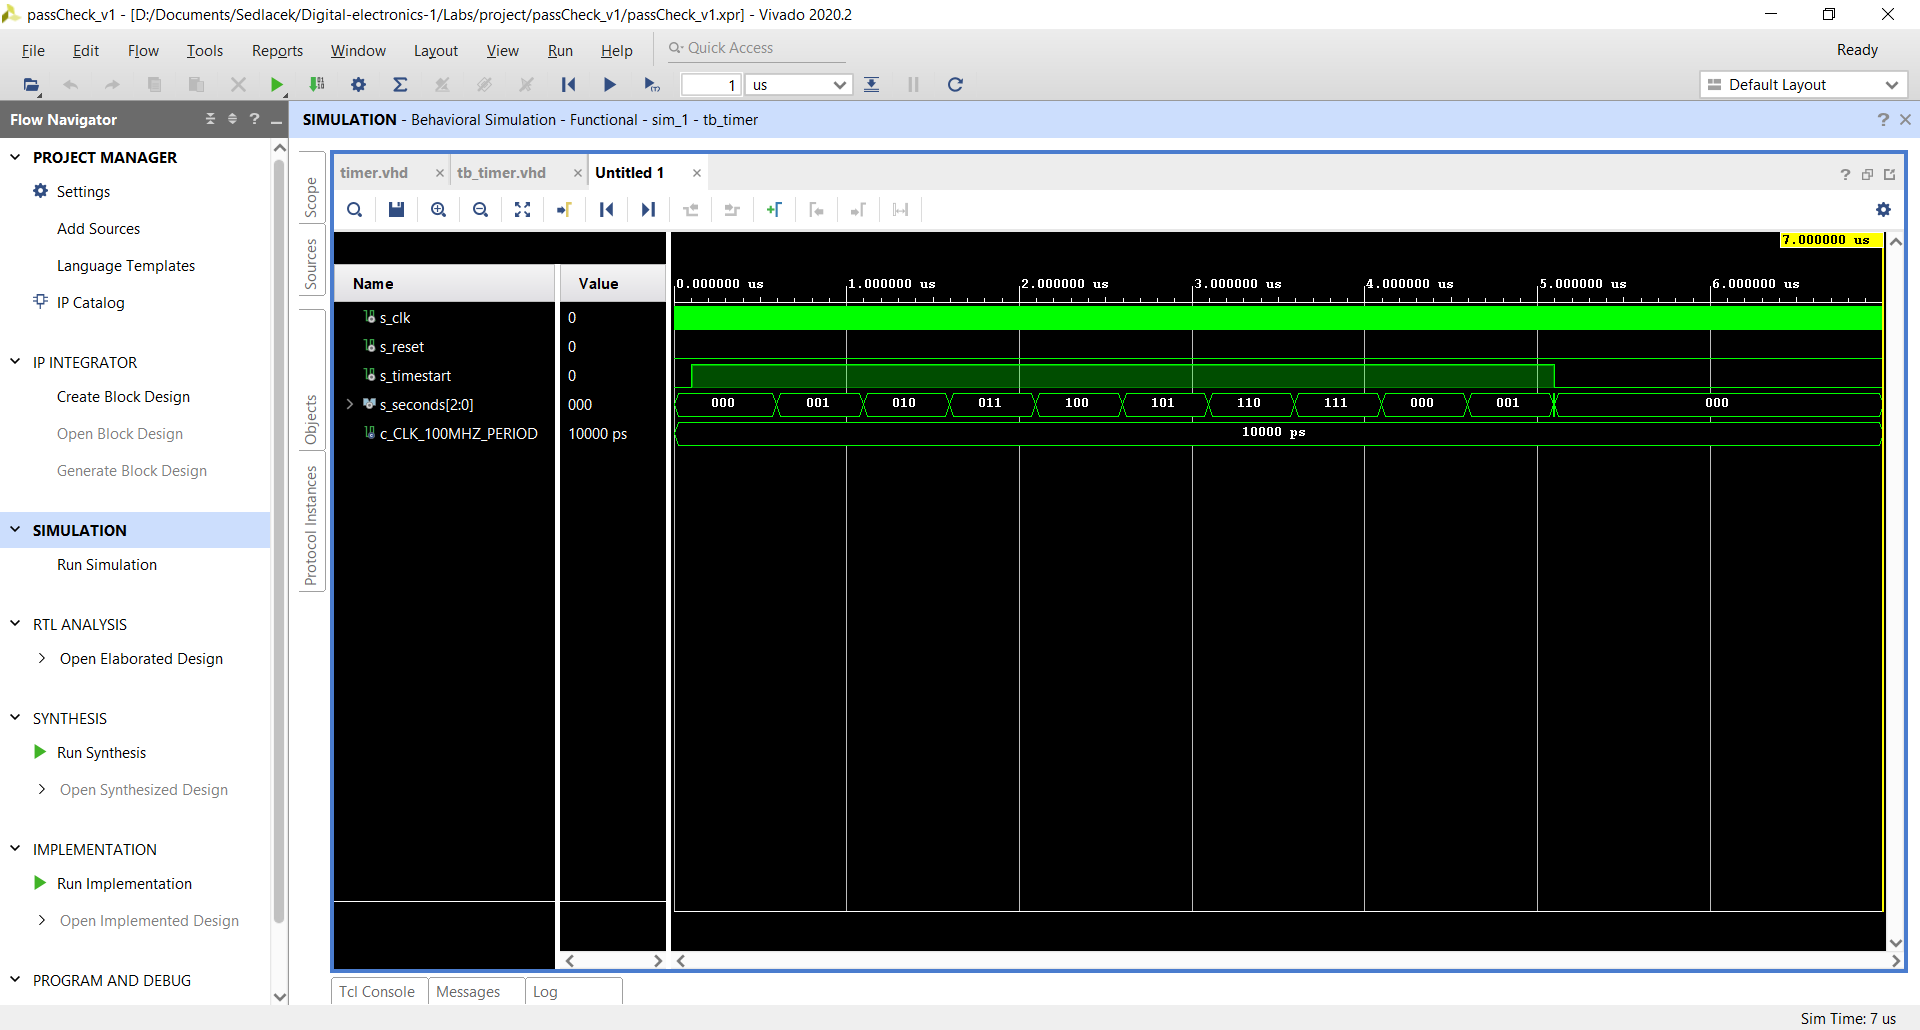 passCheck_v1 - [D:/Documents/Sedlacek/Digital-electronics-1/Labs/project/passCheck_v1/passCheck_v1.xpr] - Vivado 2020.2
File Edit Flow Tools Reports Window Layout View Run Help Quick Access Ready
1 us Default Layout
Flow Navigator
SIMULATION - Behavioral Simulation - Functional - sim_1 - tb_timer
PROJECT MANAGER
Settings
Add Sources
Language Templates
IP Catalog
IP INTEGRATOR
Create Block Design
Open Block Design
Generate Block Design
SIMULATION
Run Simulation
RTL ANALYSIS
Open Elaborated Design
SYNTHESIS
Run Synthesis
Open Synthesized Design
IMPLEMENTATION
Run Implementation
Open Implemented Design
PROGRAM AND DEBUG
Scope
Sources
Objects
Protocol Instances
timer.vhd tb_timer.vhd Untitled 1
7.000000 us
Name Value
0.000000 us 1.000000 us 2.000000 us 3.000000 us 4.000000 us 5.000000 us 6.000000 us
s_clk 0
s_reset 0
s_timestart 0
s_seconds[2:0] 000 000 001 010 011 100 101 110 111 000 001 000
c_CLK_100MHZ_PERIOD 10000 ps 10000 ps
Tcl Console Messages Log
Sim Time: 7 us